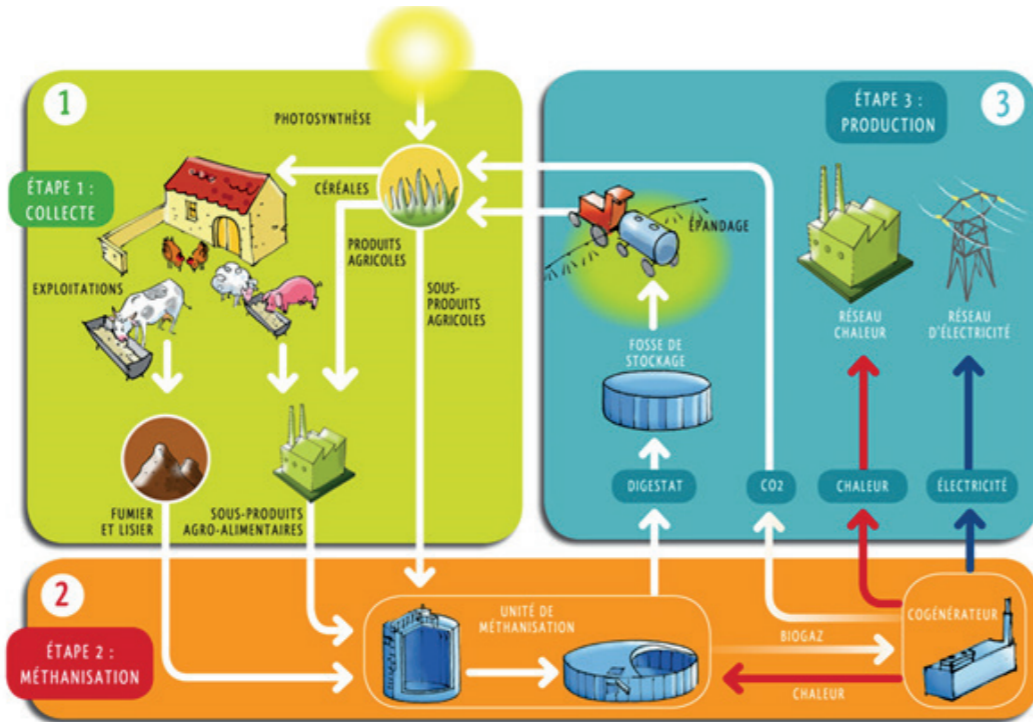 1
PHOTOSYNTHÈSE
ÉTAPE 1 :
COLLECTE
CÉRÉALES
PRODUITS
AGRICOLES
SOUS-
PRODUITS
AGRICOLES
EXPLOITATIONS
FUMIER
ET LISIER
SOUS-PRODUITS
AGRO-ALIMENTAIRES
2
ÉTAPE 2 :
MÉTHANISATION
UNITÉ DE
MÉTHANISATION
BIOGAZ
CHALEUR
COGÉNÉRATEUR
3
ÉTAPE 3 :
PRODUCTION
ÉPANDAGE
FOSSE DE
STOCKAGE
RÉSEAU
CHALEUR
RÉSEAU
D'ÉLECTRICITÉ
DIGESTAT
CO2
CHALEUR
ÉLECTRICITÉ